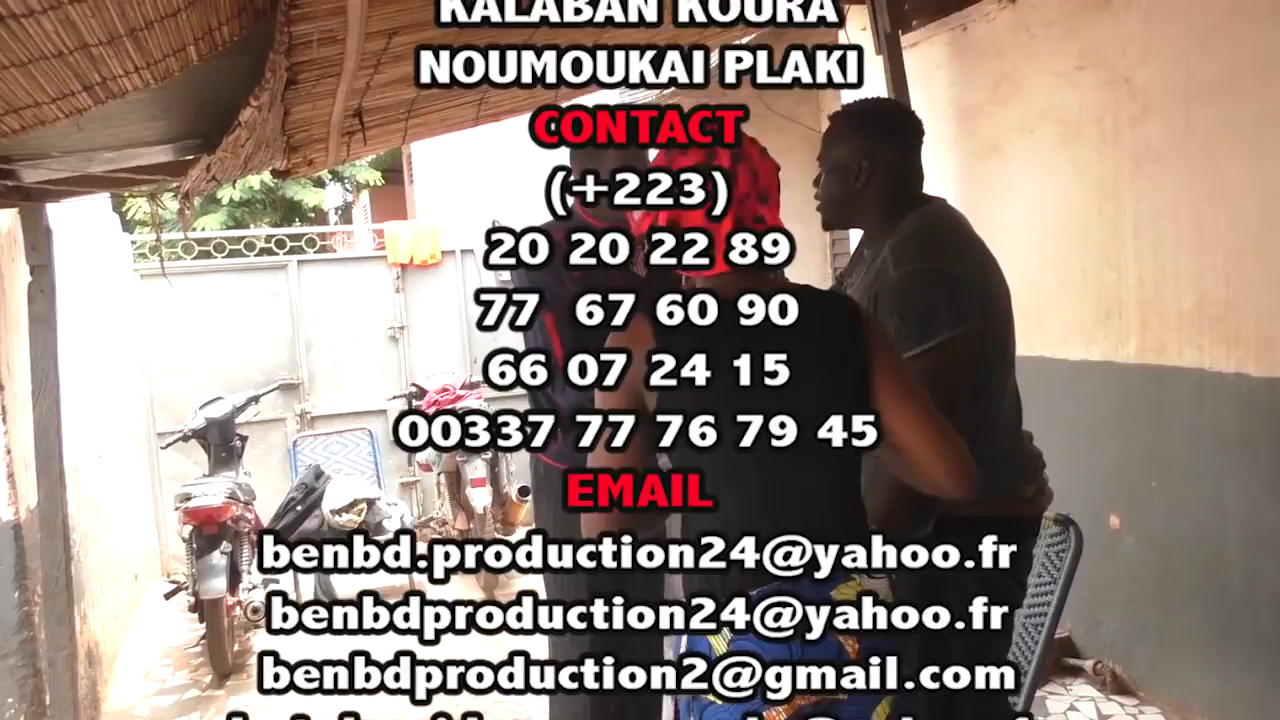 KALABAN KOURA
NOUMOUKAI PLAKI
CONTACT
(+223)
20 20 22 89
77 67 60 90
66 07 24 15
00337 77 76 79 45
EMAIL
benbd.production24@yahoo.fr
benbdproduction24@yahoo.fr
benbdproduction2@gmail.com